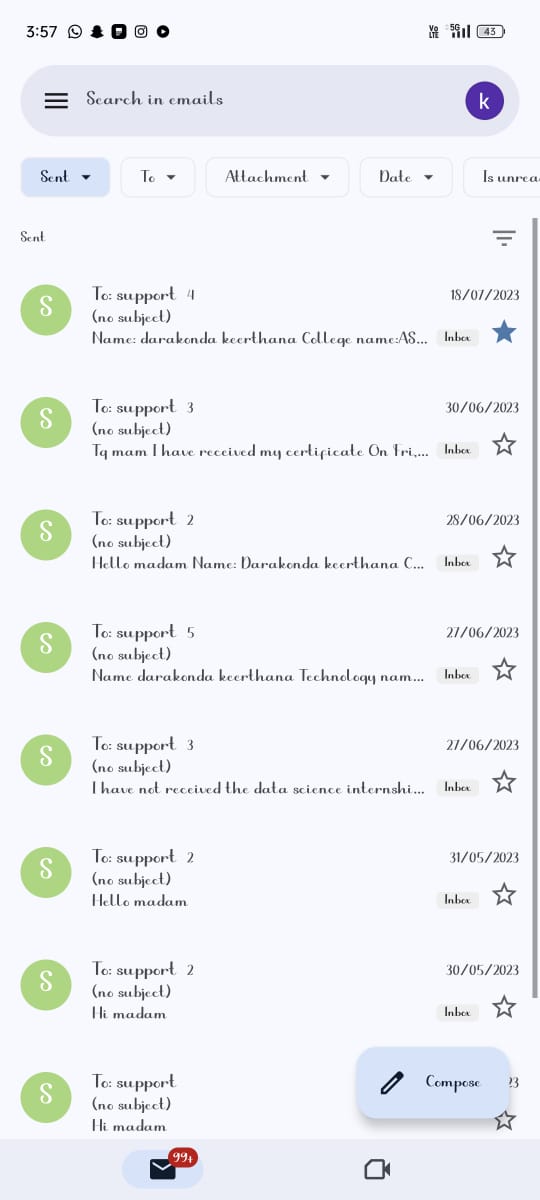 3:57
Vo
LTE
5G
43
Search in emails
k
Sent
To
Attachment
Date
Is unrea
Sent
S
To: support 4
18/07/2023
(no subject)
Name: darakonda keerthana College name:AS...
Inbox
S
To: support 3
30/06/2023
(no subject)
Tq mam I have received my certificate On Fri,...
Inbox
S
To: support 2
28/06/2023
(no subject)
Hello madam Name: Darakonda keerthana C...
Inbox
S
To: support 5
27/06/2023
(no subject)
Name darakonda keerthana Technology nam...
Inbox
S
To: support 3
27/06/2023
(no subject)
I have not received the data science internshi...
Inbox
S
To: support 2
31/05/2023
(no subject)
Hello madam
Inbox
S
To: support 2
30/05/2023
(no subject)
Hi madam
Inbox
S
To: support
23
(no subject)
Hi madam
Compose
99+